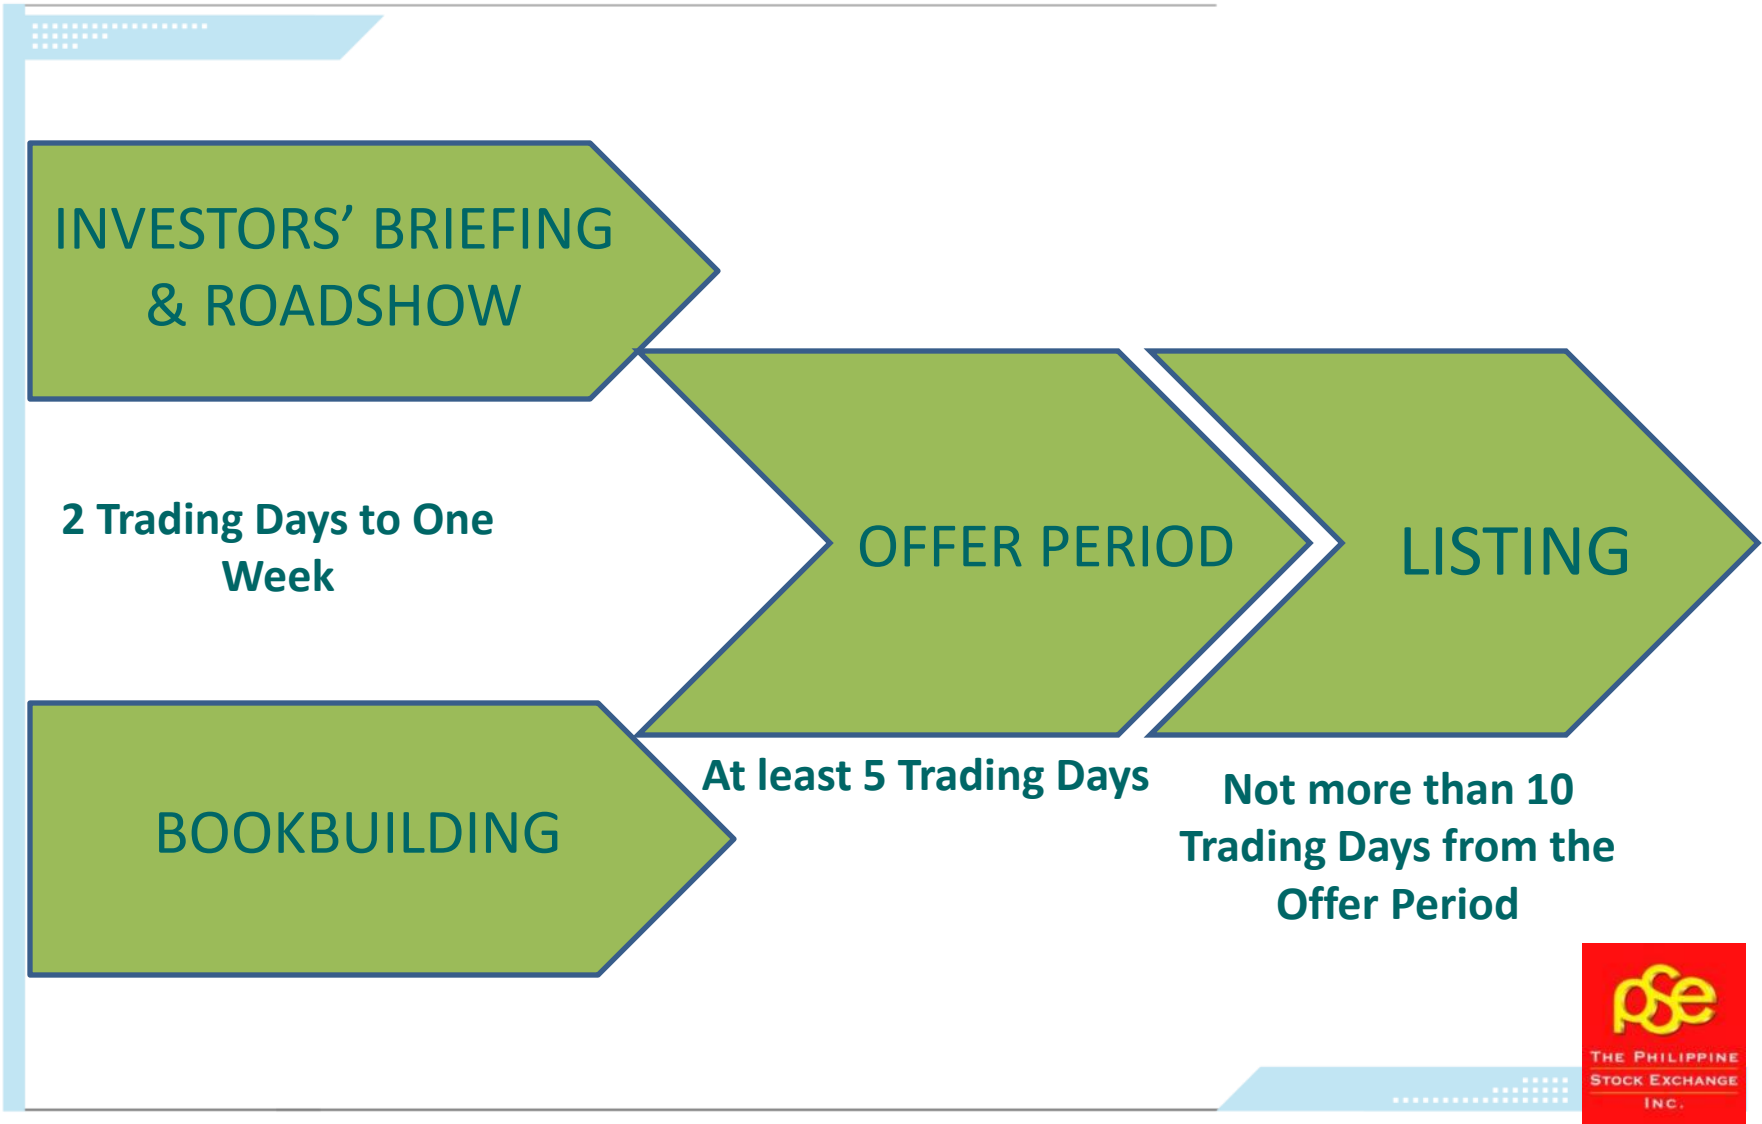 INVESTORS’ BRIEFING
& ROADSHOW
2 Trading Days to One
Week
BOOKBUILDING
OFFER PERIOD
At least 5 Trading Days
LISTING
Not more than 10
Trading Days from the
Offer Period
pse
THE PHILIPPINE
STOCK EXCHANGE
INC.